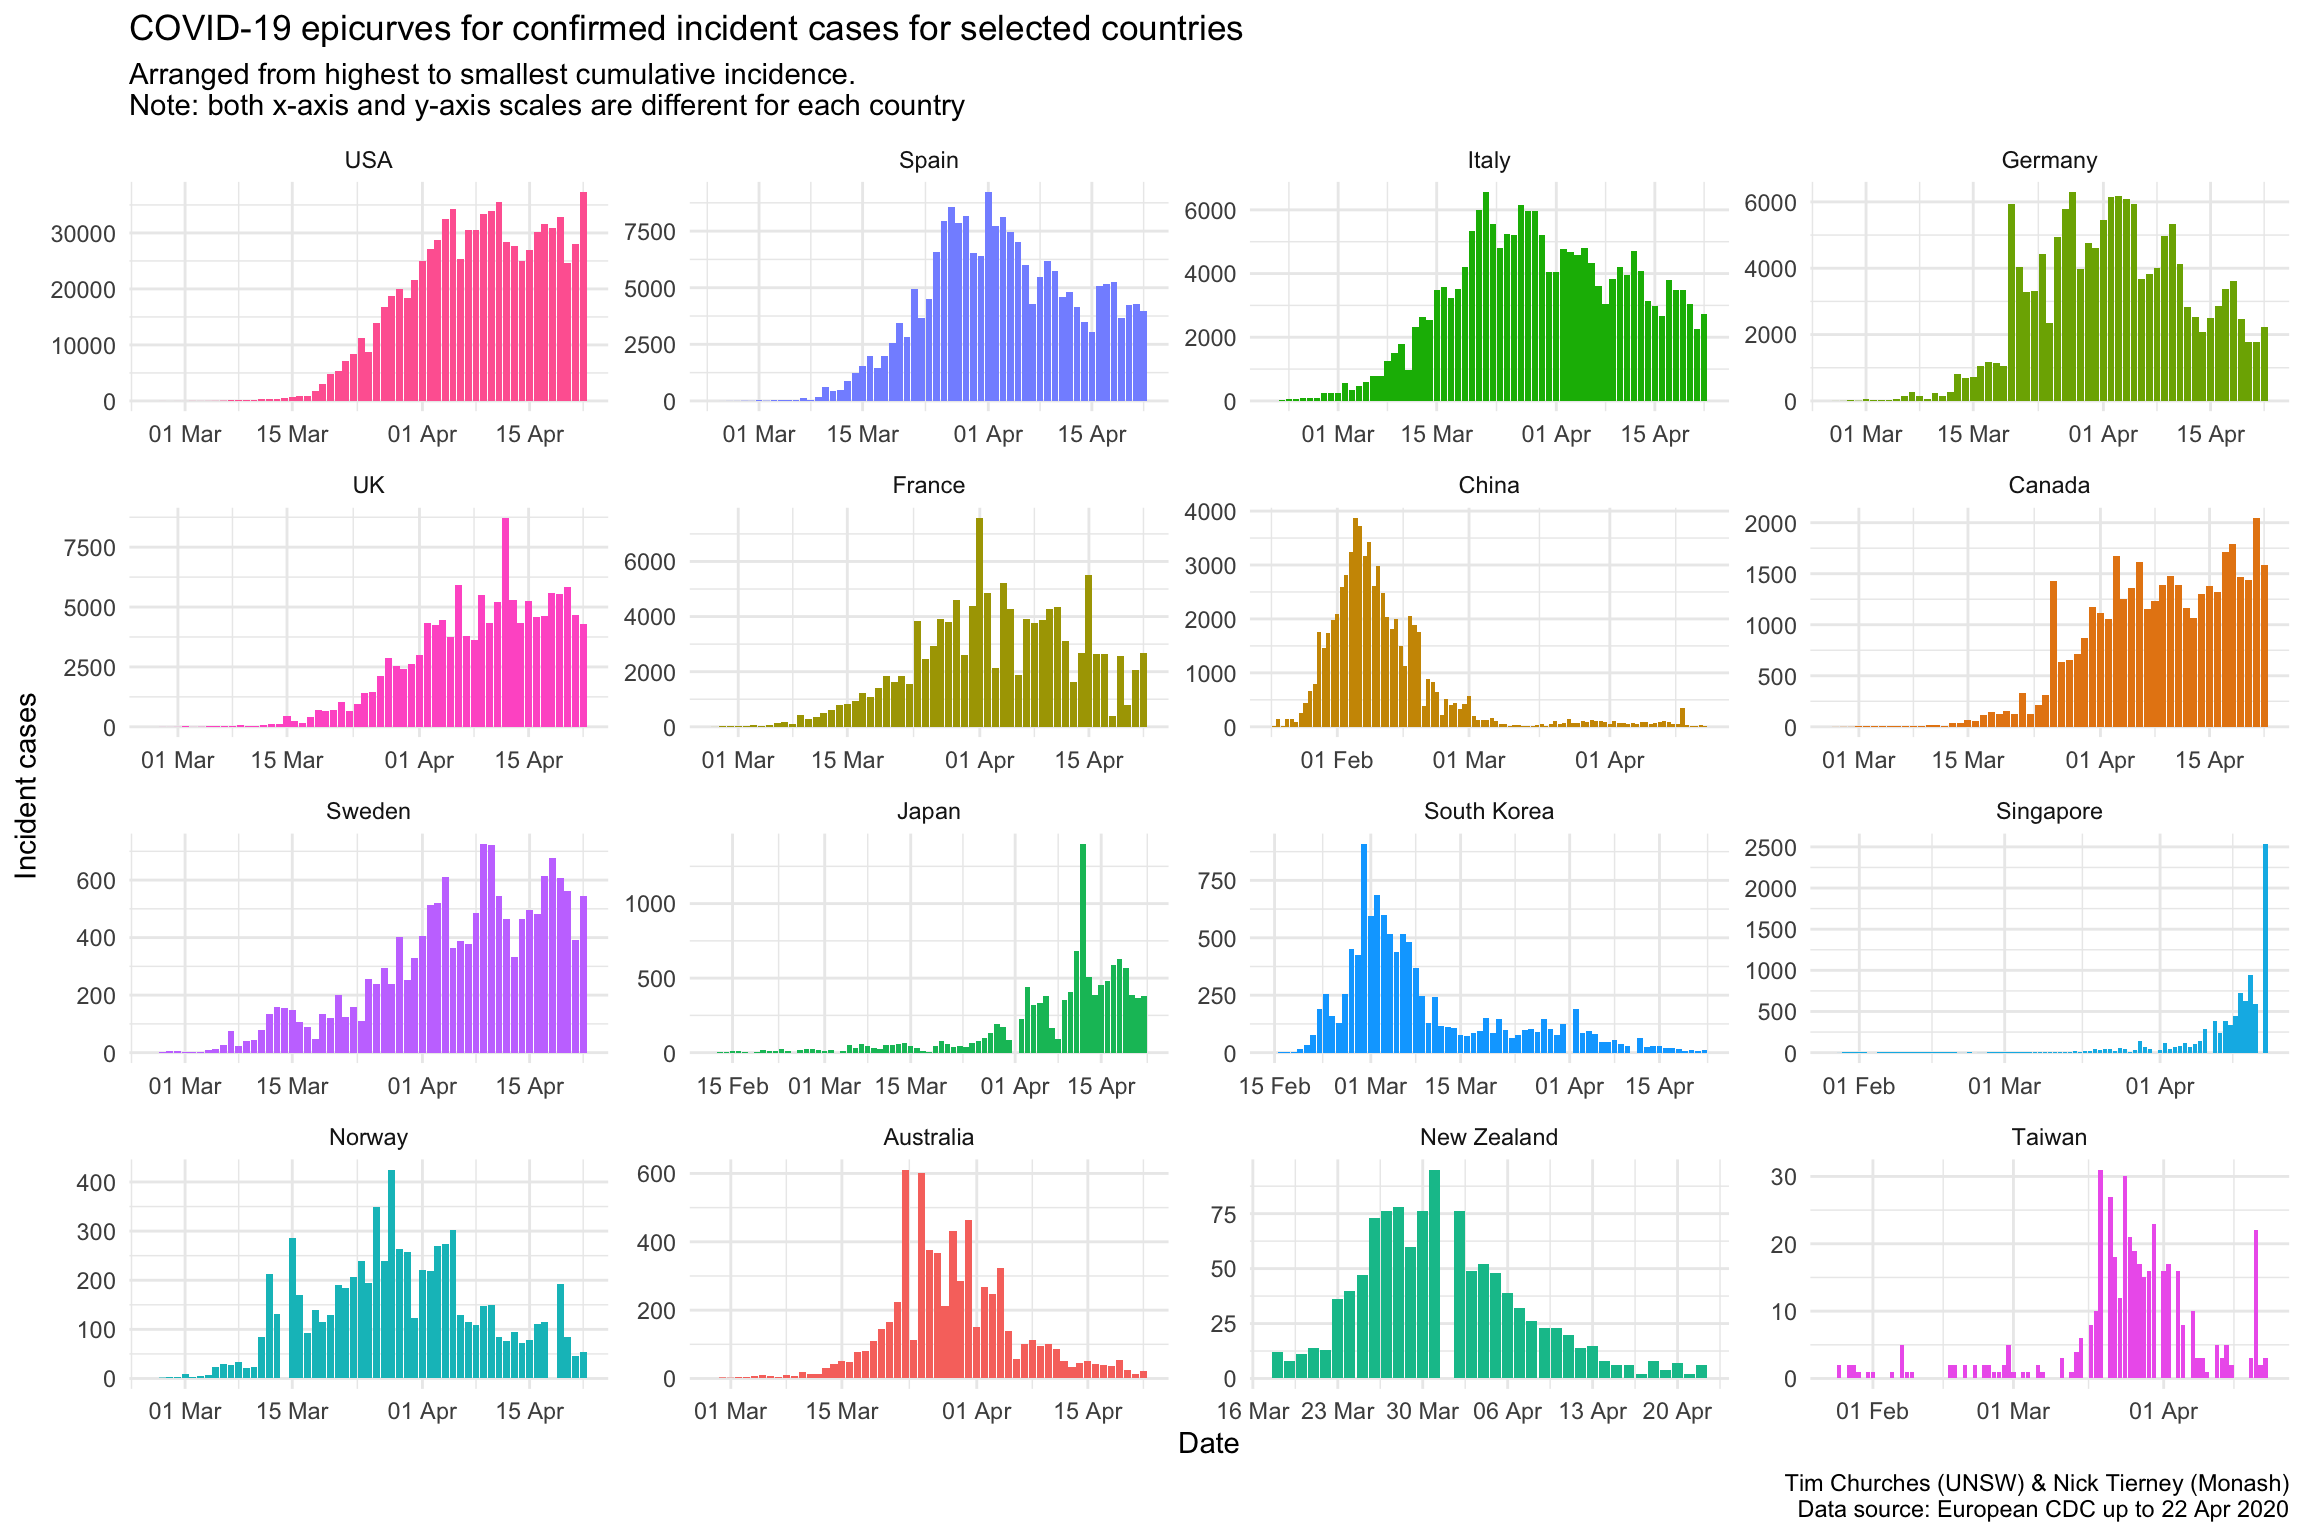 COVID-19 epicurves for confirmed incident cases for selected countries
Arranged from highest to smallest cumulative incidence.
Note: both x-axis and y-axis scales are different for each country
USA
Spain
Italy
Germany
30000
20000
10000
0
7500
5000
2500
0
6000
4000
2000
0
6000
4000
2000
0
01 Mar 15 Mar 01 Apr 15 Apr
01 Mar 15 Mar 01 Apr 15 Apr
01 Mar 15 Mar 01 Apr 15 Apr
01 Mar 15 Mar 01 Apr 15 Apr
UK
France
China
Canada
7500
5000
2500
0
6000
4000
2000
0
4000
3000
2000
1000
0
2000
1500
1000
500
0
01 Mar 15 Mar 01 Apr 15 Apr
01 Mar 15 Mar 01 Apr 15 Apr
01 Feb 01 Mar 01 Apr
01 Mar 15 Mar 01 Apr 15 Apr
Incident cases
Sweden
Japan
South Korea
Singapore
600
400
200
0
1000
500
0
750
500
250
0
2500
2000
1500
1000
500
0
01 Mar 15 Mar 01 Apr 15 Apr
15 Feb 01 Mar 15 Mar 01 Apr 15 Apr
15 Feb 01 Mar 15 Mar 01 Apr 15 Apr
01 Feb 01 Mar 01 Apr
Norway
Australia
New Zealand
Taiwan
400
300
200
100
0
600
400
200
0
75
50
25
0
30
20
10
0
01 Mar 15 Mar 01 Apr 15 Apr
01 Mar 15 Mar 01 Apr 15 Apr
16 Mar 23 Mar 30 Mar 06 Apr 13 Apr 20 Apr
01 Feb 01 Mar 01 Apr
Date
Tim Churches (UNSW) & Nick Tierney (Monash)
Data source: European CDC up to 22 Apr 2020